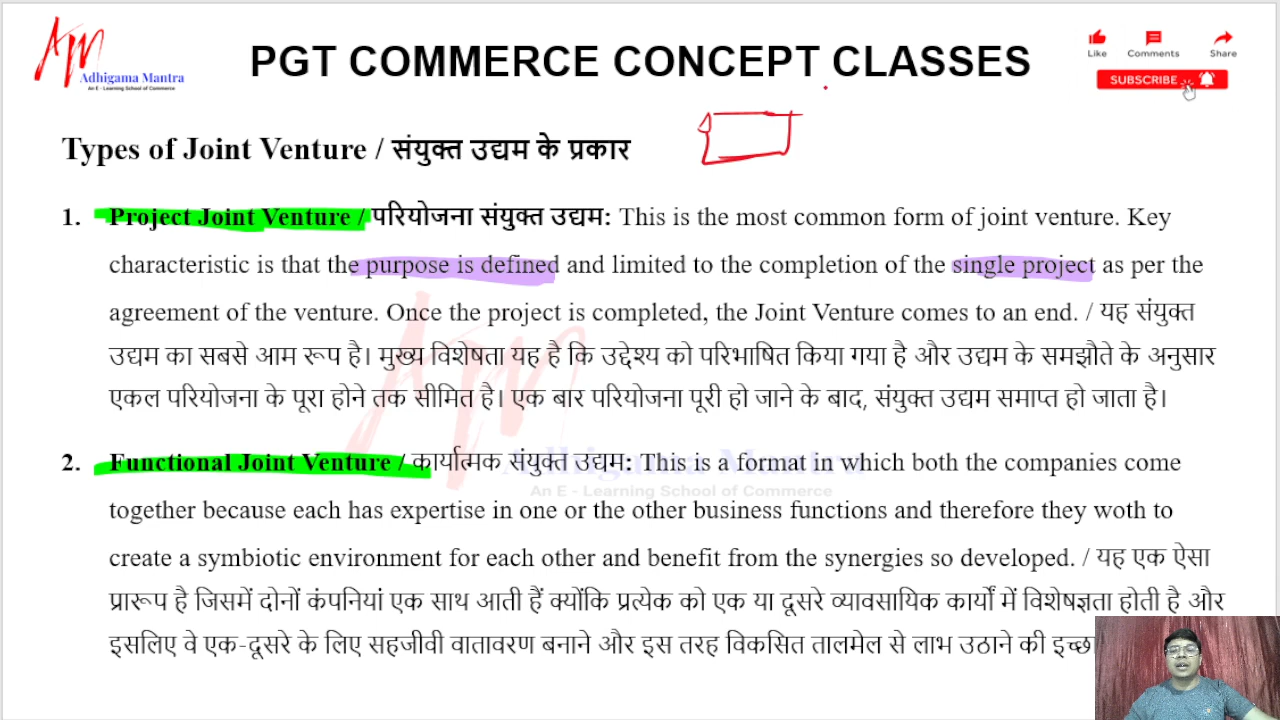 Adhigama Mantra
An E - Learning School of Commerce
PGT COMMERCE CONCEPT CLASSES
Like Comments Share
SUBSCRIBE
Types of Joint Venture / संयुक्त उद्यम के प्रकार
1. Project Joint Venture / परियोजना संयुक्त उद्यम: This is the most common form of joint venture. Key
characteristic is that the purpose is defined and limited to the completion of the single project as per the
agreement of the venture. Once the project is completed, the Joint Venture comes to an end. / यह संयुक्त
उद्यम का सबसे आम रूप है। मुख्य विशेषता यह है कि उद्देश्य को परिभाषित किया गया है और उद्यम के समझौते के अनुसार
एकल परियोजना के पूरा होने तक सीमित है। एक बार परियोजना पूरी हो जाने के बाद, संयुक्त उद्यम समाप्त हो जाता है।
2. Functional Joint Venture / कार्यात्मक संयुक्त उद्यम: This is a format in which both the companies come
together because each has expertise in one or the other business functions and therefore they woth to
create a symbiotic environment for each other and benefit from the synergies so developed. / यह एक ऐसा
प्रारूप है जिसमें दोनों कंपनियां एक साथ आती हैं क्योंकि प्रत्येक को एक या दूसरे व्यावसायिक कार्यों में विशेषज्ञता होती है और
इसलिए वे एक-दूसरे के लिए सहजीवी वातावरण बनाने और इस तरह विकसित तालमेल से लाभ उठाने की
Adhigama Mantra
An E - Learning School of Commerce